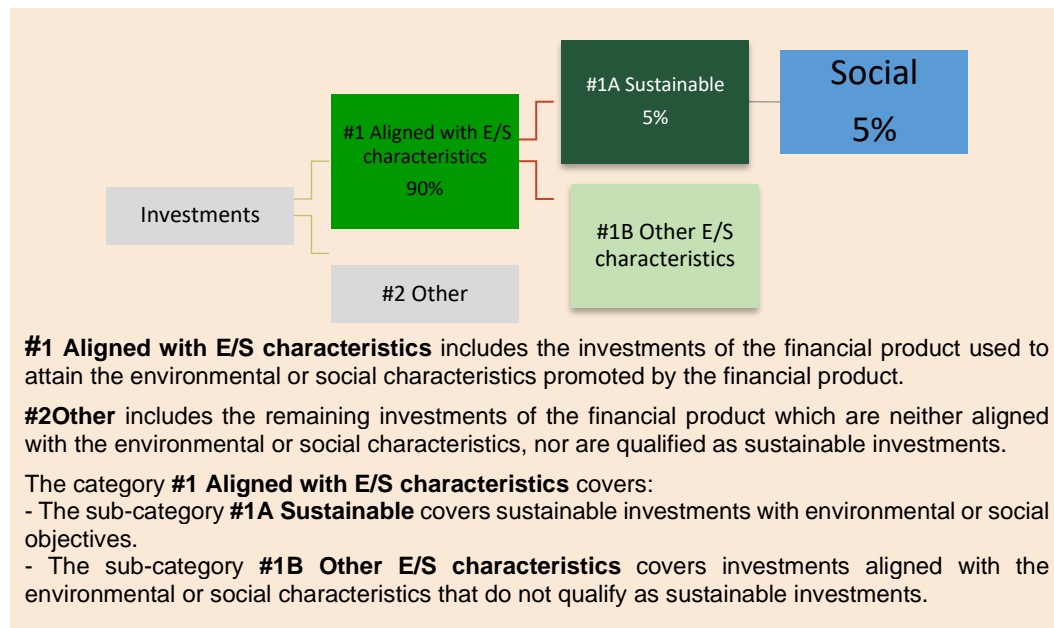 Social
5%
#1A Sustainable
5%
#1 Aligned with E/S
characteristics
90%
Investments
#1B Other E/S
characteristics
#2 Other
#1 Aligned with E/S characteristics includes the investments of the financial product used to
attain the environmental or social characteristics promoted by the financial product.
#2Other includes the remaining investments of the financial product which are neither aligned
with the environmental or social characteristics, nor are qualified as sustainable investments.
The category #1 Aligned with E/S characteristics covers:
- The sub-category #1A Sustainable covers sustainable investments with environmental or social
objectives.
- The sub-category #1B Other E/S characteristics covers investments aligned with the
environmental or social characteristics that do not qualify as sustainable investments.